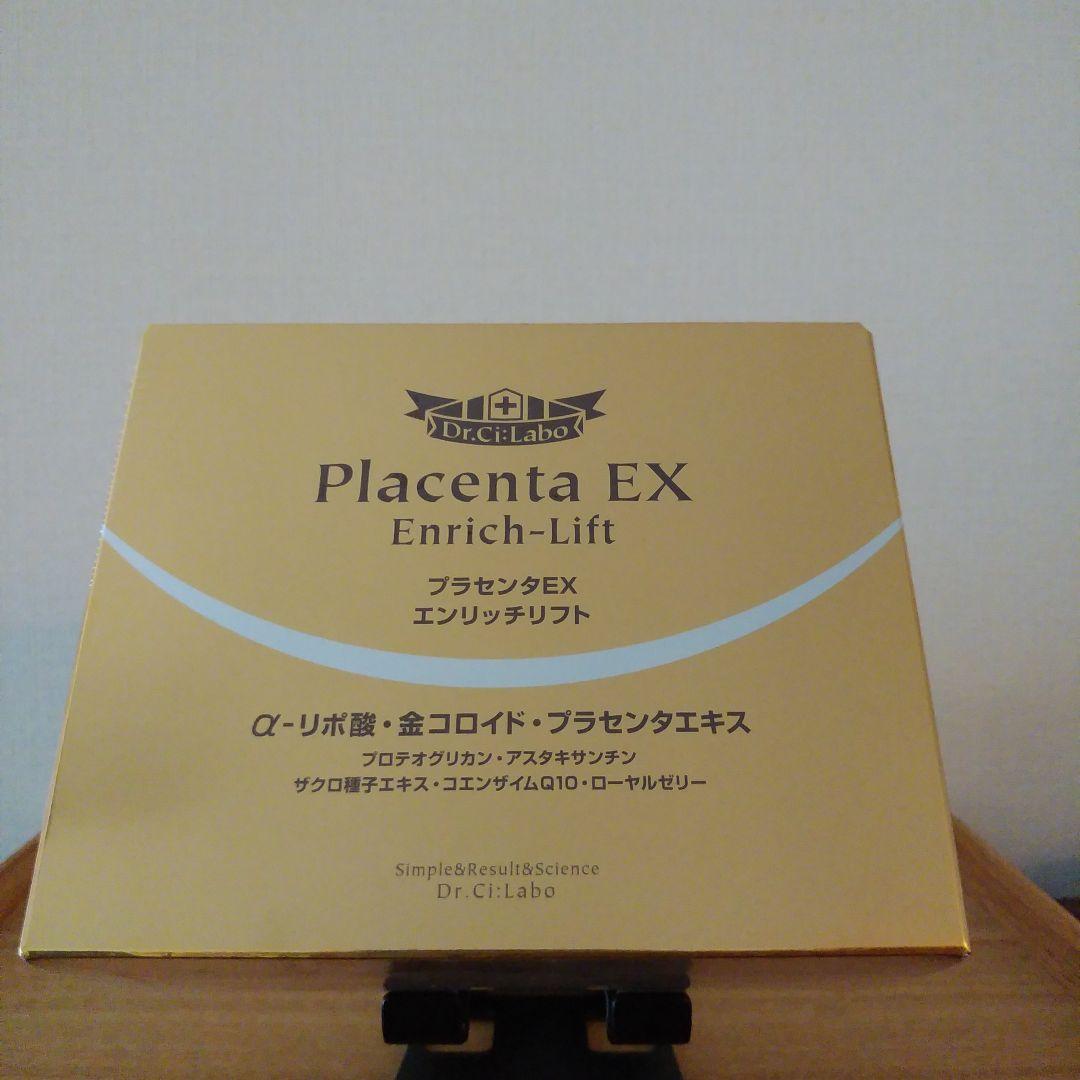 Dr.Ci:Labo
Placenta EX
Enrich-Lift
プラセンタEX
エンリッチリフト
α-リポ酸・金コロイド・プラセンタエキス
プロテオグリカン・アスタキサンチン
ザクロ種子エキス・コエンザイムQ10・ローヤルゼリー
Simple&Result&Science
Dr.Ci:Labo